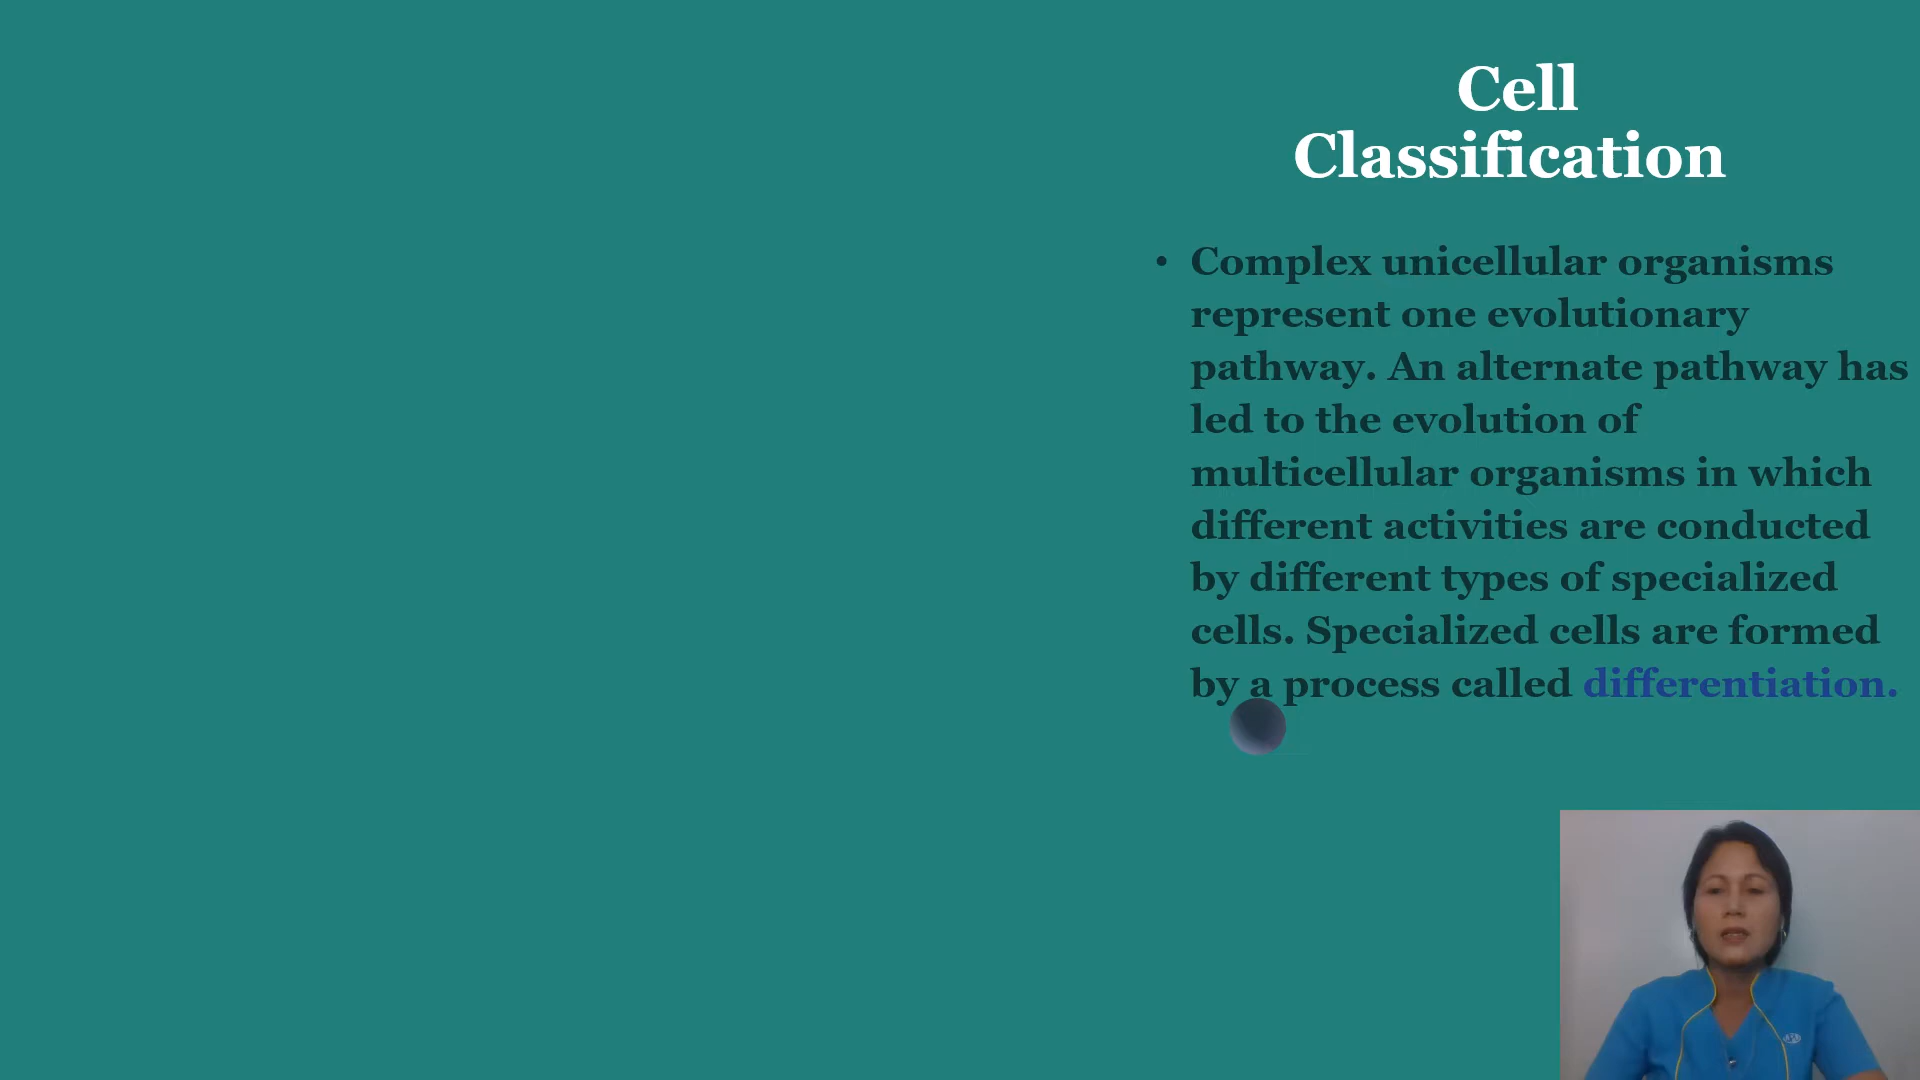 Cell
Classification
• Complex unicellular organisms
represent one evolutionary
pathway. An alternate pathway has
led to the evolution of
multicellular organisms in which
different activities are conducted
by different types of specialized
cells. Specialized cells are formed
by a process called differentiation.